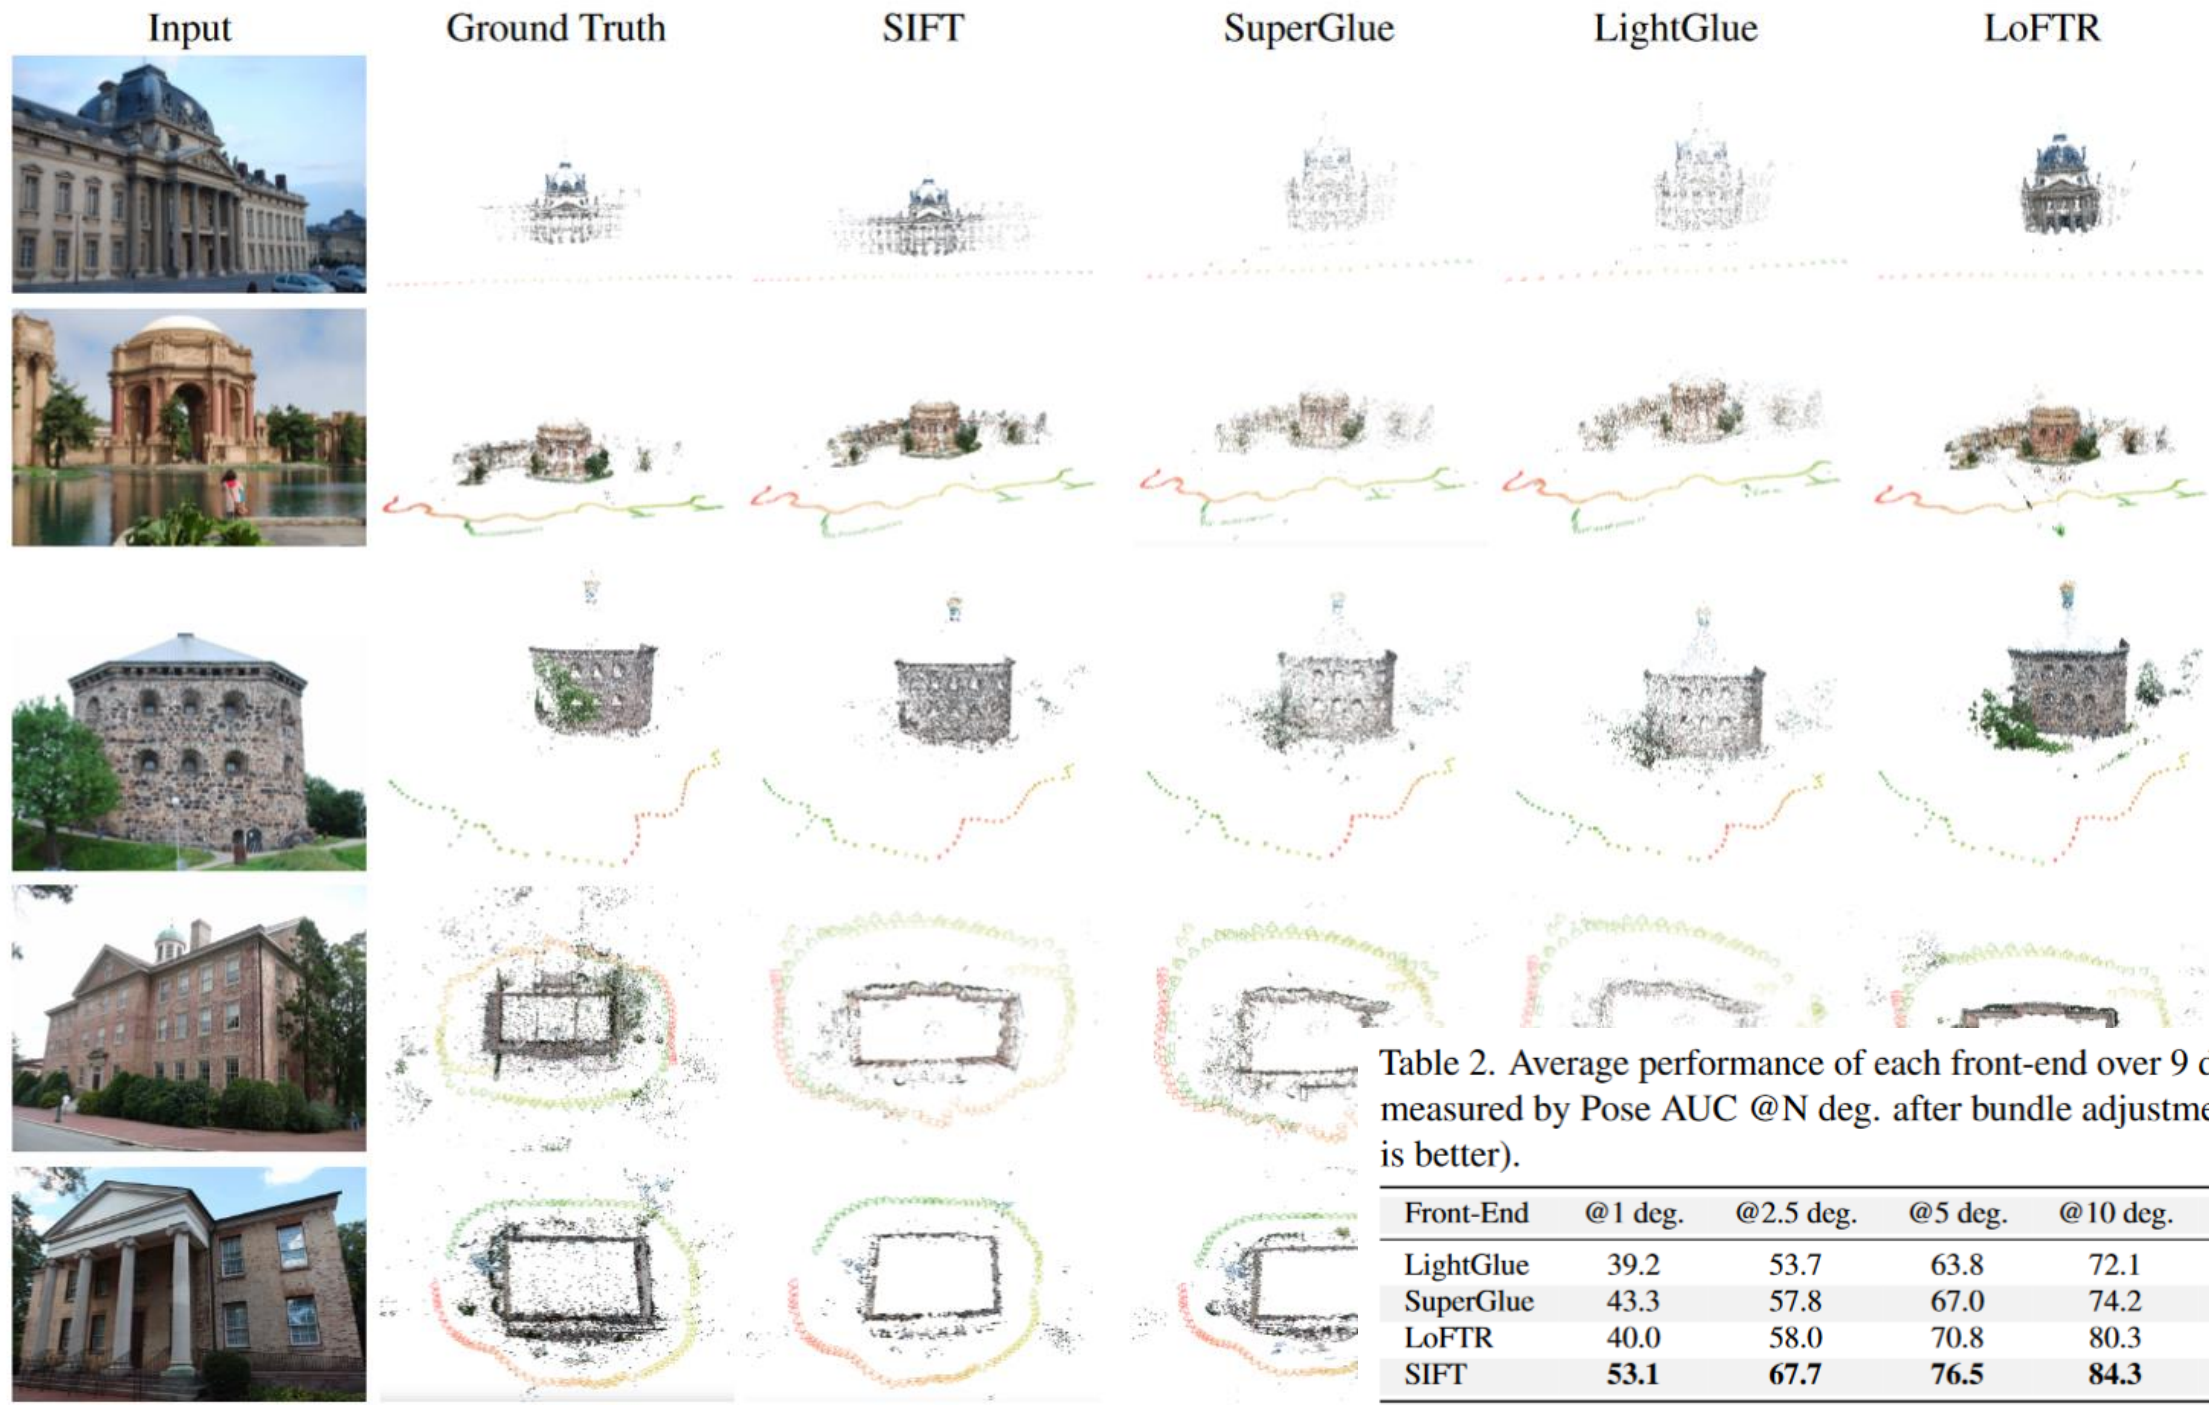 Input Ground Truth SIFT SuperGlue LightGlue LoFTR
Table 2. Average performance of each front-end over 9
measured by Pose AUC @N deg. after bundle
is better).
Front-End @1 deg. @2.5 deg. @5 deg. @10 deg.
LightGlue 39.2 53.7 63.8 72.1
SuperGlue 43.3 57.8 67.0 74.2
LoFTR 40.0 58.0 70.8 80.3
SIFT 53.1 67.7 76.5 84.3